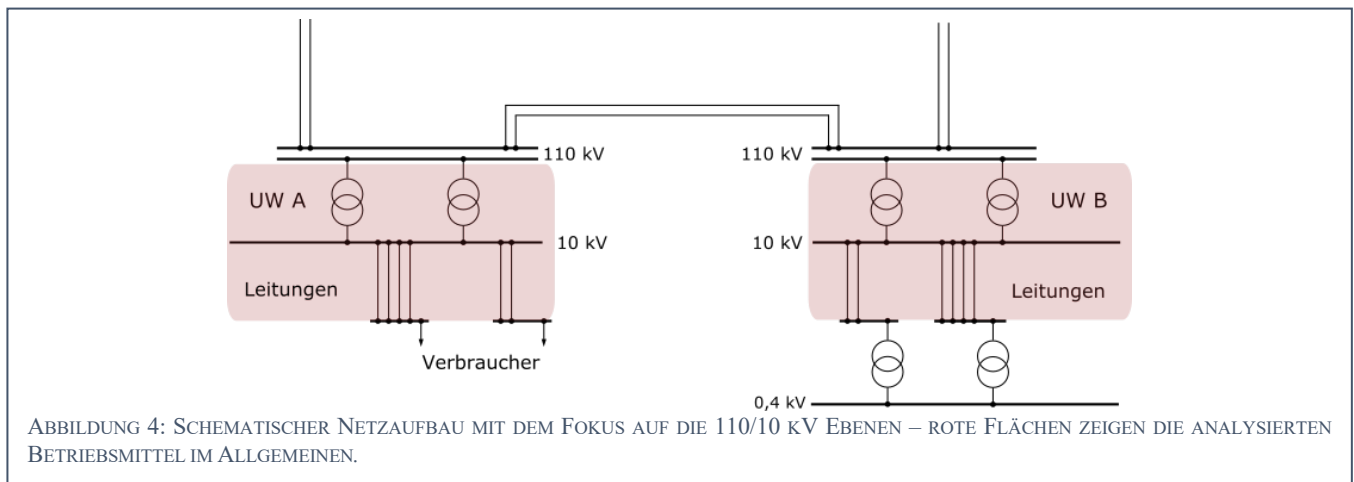 110 kV
110 kV
UW A
UW B
10 kV
10 kV
Leitungen
Leitungen
Verbraucher
0,4 kV
ABBILDUNG 4: SCHEMATISCHER NETZAUFBAU MIT DEM FOKUS AUF DIE 110/10 KV EBENEN – ROTE FLÄCHEN ZEIGEN DIE ANALYSIERTEN
BETRIEBSMITTEL IM ALLGEMEINEN.